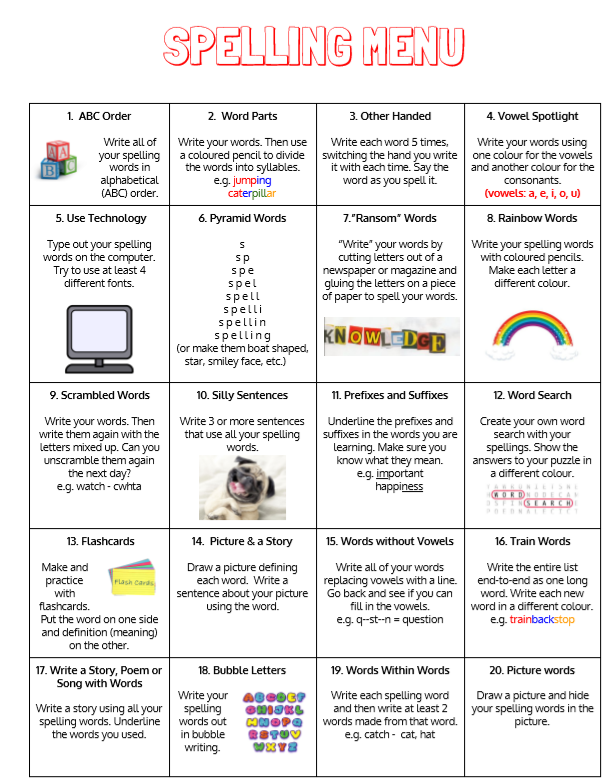 SPELLING MENU
1. ABC Order
Write all of
your spelling
words in
alphabetical
(ABC) order.
2. Word Parts
Write your words. Then use
a coloured pencil to divide
the words into syllables.
e.g. jumping
caterpillar
3. Other Handed
Write each word 5 times,
switching the hand you write
it with each time. Say the
word as you spell it.
4. Vowel Spotlight
Write your words using
one colour for the vowels
and another colour for the
consonants.
(vowels: a, e, i, o, u)
5. Use Technology
Type out your spelling
words on the computer.
Try to use at least 4
different fonts.
6. Pyramid Words
s
s p
s p e
s p e l
s p e l l
s p e l l i
s p e l l i n
s p e l l i n g
(or make them boat shaped,
star, smiley face, etc.)
7."Ransom" Words
"Write" your words by
cutting letters out of a
newspaper or magazine and
gluing the letters on a piece
of paper to spell your words.
KNOWLEDGE
8. Rainbow Words
Write your spelling words
with coloured pencils.
Make each letter a
different colour.
9. Scrambled Words
Write your words. Then
write them again with the
letters mixed up. Can you
unscramble them again
the next day?
e.g. watch - cwhta
10. Silly Sentences
Write 3 or more sentences
that use all your spelling
words.
11. Prefixes and Suffixes
Underline the prefixes and
suffixes in the words you are
learning. Make sure you
know what they mean.
e.g. important
happiness
12. Word Search
Create your own word
search with your
spellings. Show the
answers to your puzzle in
a different colour.
WORD
SEARCH
13. Flashcards
Make and
practice
with
flashcards.
Put the word on one side
and definition (meaning)
on the other.
Flash Cards
14. Picture & a Story
Draw a picture defining
each word. Write a
sentence about your picture
using the word.
15. Words without Vowels
Write all of your words
replacing vowels with a line.
Go back and see if you can
fill in the vowels.
e.g. q--st--n = question
16. Train Words
Write the entire list
end-to-end as one long
word. Write each new
word in a different colour.
e.g. trainbackstop
17. Write a Story, Poem or
Song with Words
Write a story using all your
spelling words. Underline
the words you used.
18. Bubble Letters
Write your
spelling
words out
in bubble
writing.
ABCDEF
GHIJKL
MNOPQ
RSTUV
WXYZ
19. Words Within Words
Write each spelling word
and then write at least 2
words made from that word.
e.g. catch - cat, hat
20. Picture words
Draw a picture and hide
your spelling words in the
picture.